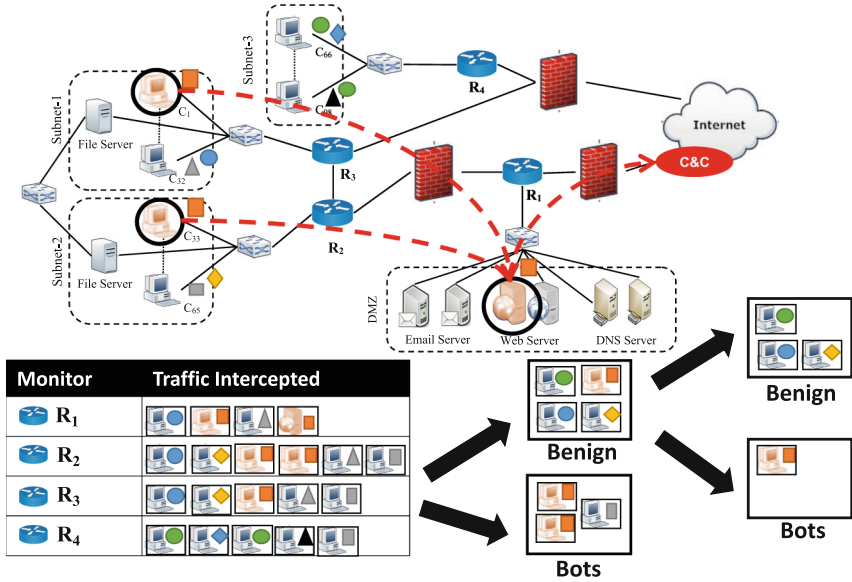 Subnet-3
C66
C98
R4
Subnet-1
C1
File Server
C32
R3
Internet
C&C
R1
Subnet-2
C33
R2
File Server
C65
DMZ
Email Server
Web Server
DNS Server
Monitor
Traffic Intercepted
R1
R2
R3
R4
Benign
Bots
Benign
Bots